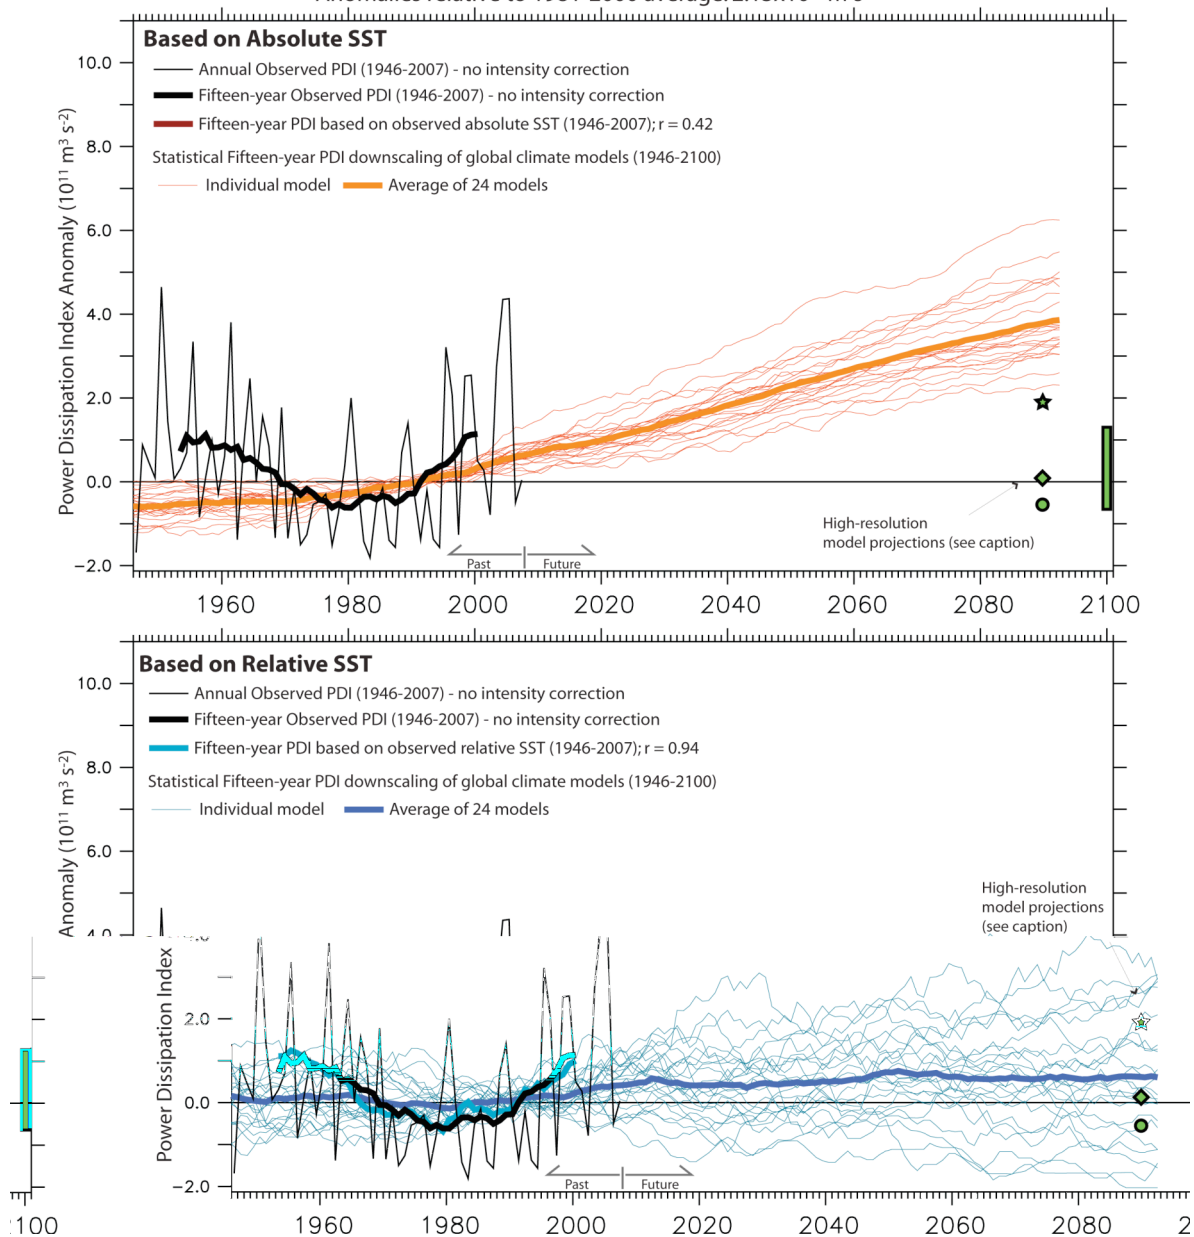 Based on Absolute SST
Annual Observed PDI (1946-2007) - no intensity correction
Fifteen-year Observed PDI (1946-2007) - no intensity correction
Fifteen-year PDI based on observed absolute SST (1946-2007); r = 0.42
Statistical Fifteen-year PDI downscaling of global climate models (1946-2100)
Individual model Average of 24 models
Power Dissipation Index Anomaly (10¹¹ m³ s⁻²)
10.0
8.0
6.0
4.0
2.0
0.0
−2.0
High-resolution
model projections (see caption)
Past Future
1960 1980 2000 2020 2040 2060 2080 2100
Based on Relative SST
Annual Observed PDI (1946-2007) - no intensity correction
Fifteen-year Observed PDI (1946-2007) - no intensity correction
Fifteen-year PDI based on observed relative SST (1946-2007); r = 0.94
Statistical Fifteen-year PDI downscaling of global climate models (1946-2100)
Individual model Average of 24 models
Anomaly (10¹¹ m³ s⁻²)
10.0
8.0
6.0
High-resolution
model projections
(see caption)
Power Dissipation Index
2.0
0.0
−2.0
Past Future
100 1960 1980 2000 2020 2040 2060 2080 2